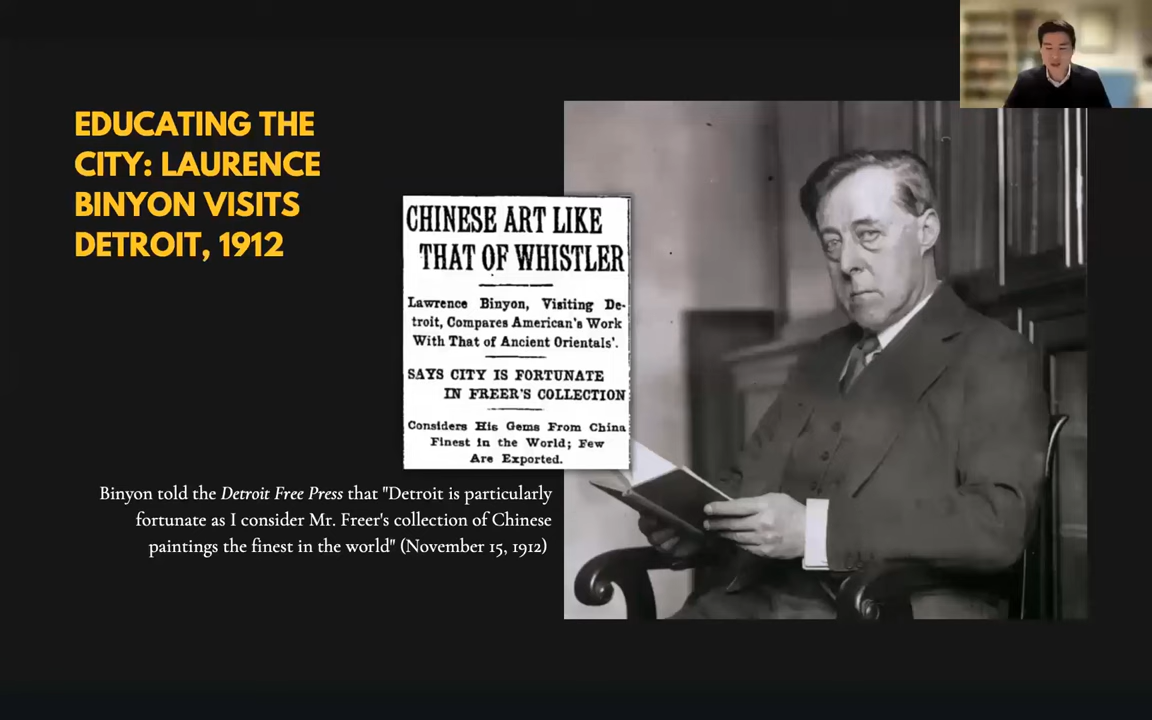 EDUCATING THE
CITY: LAURENCE
BINYON VISITS
DETROIT, 1912
CHINESE ART LIKE
THAT OF WHISTLER
Lawrence Binyon, Visiting De-
troit, Compares American's Work
With That of Ancient Orientals'.
SAYS CITY IS FORTUNATE
IN FREER'S COLLECTION
Considers His Gems From China
Finest in the World; Few
Are Exported.
Binyon told the Detroit Free Press that "Detroit is particularly
fortunate as I consider Mr. Freer's collection of Chinese
paintings the finest in the world" (November 15, 1912)